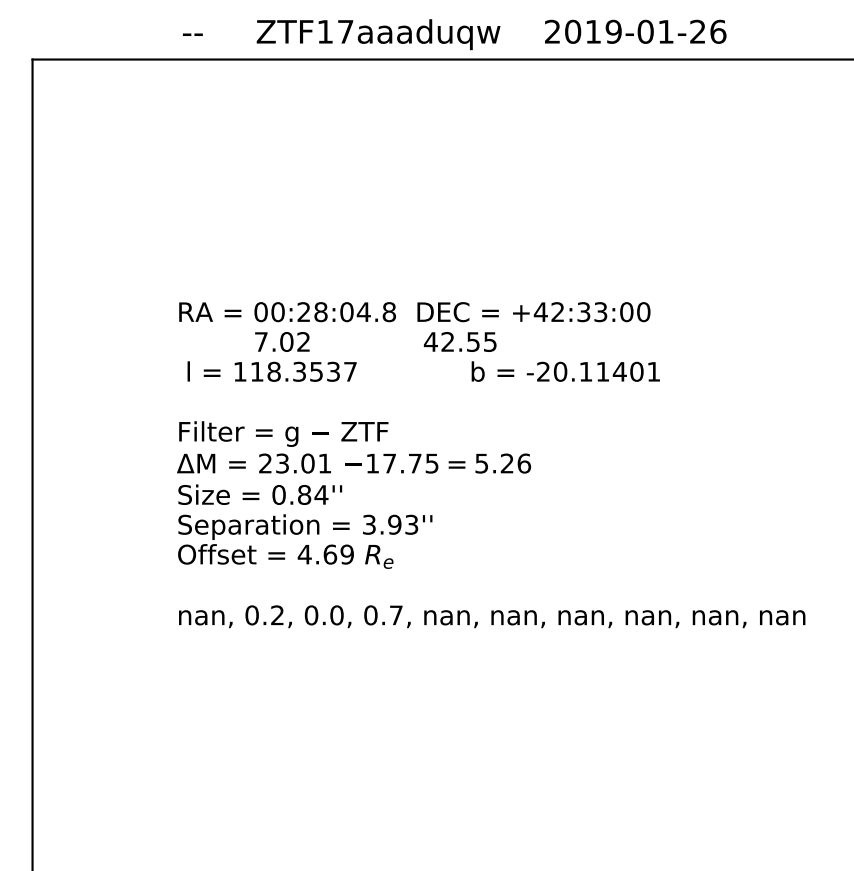 -- ZTF17aaaduqw 2019-01-26
RA = 00:28:04.8 DEC = +42:33:00
7.02 42.55
l = 118.3537 b = -20.11401
Filter = g − ZTF
ΔM = 23.01 −17.75 = 5.26
Size = 0.84''
Separation = 3.93''
Offset = 4.69 Rₑ
nan, 0.2, 0.0, 0.7, nan, nan, nan, nan, nan, nan